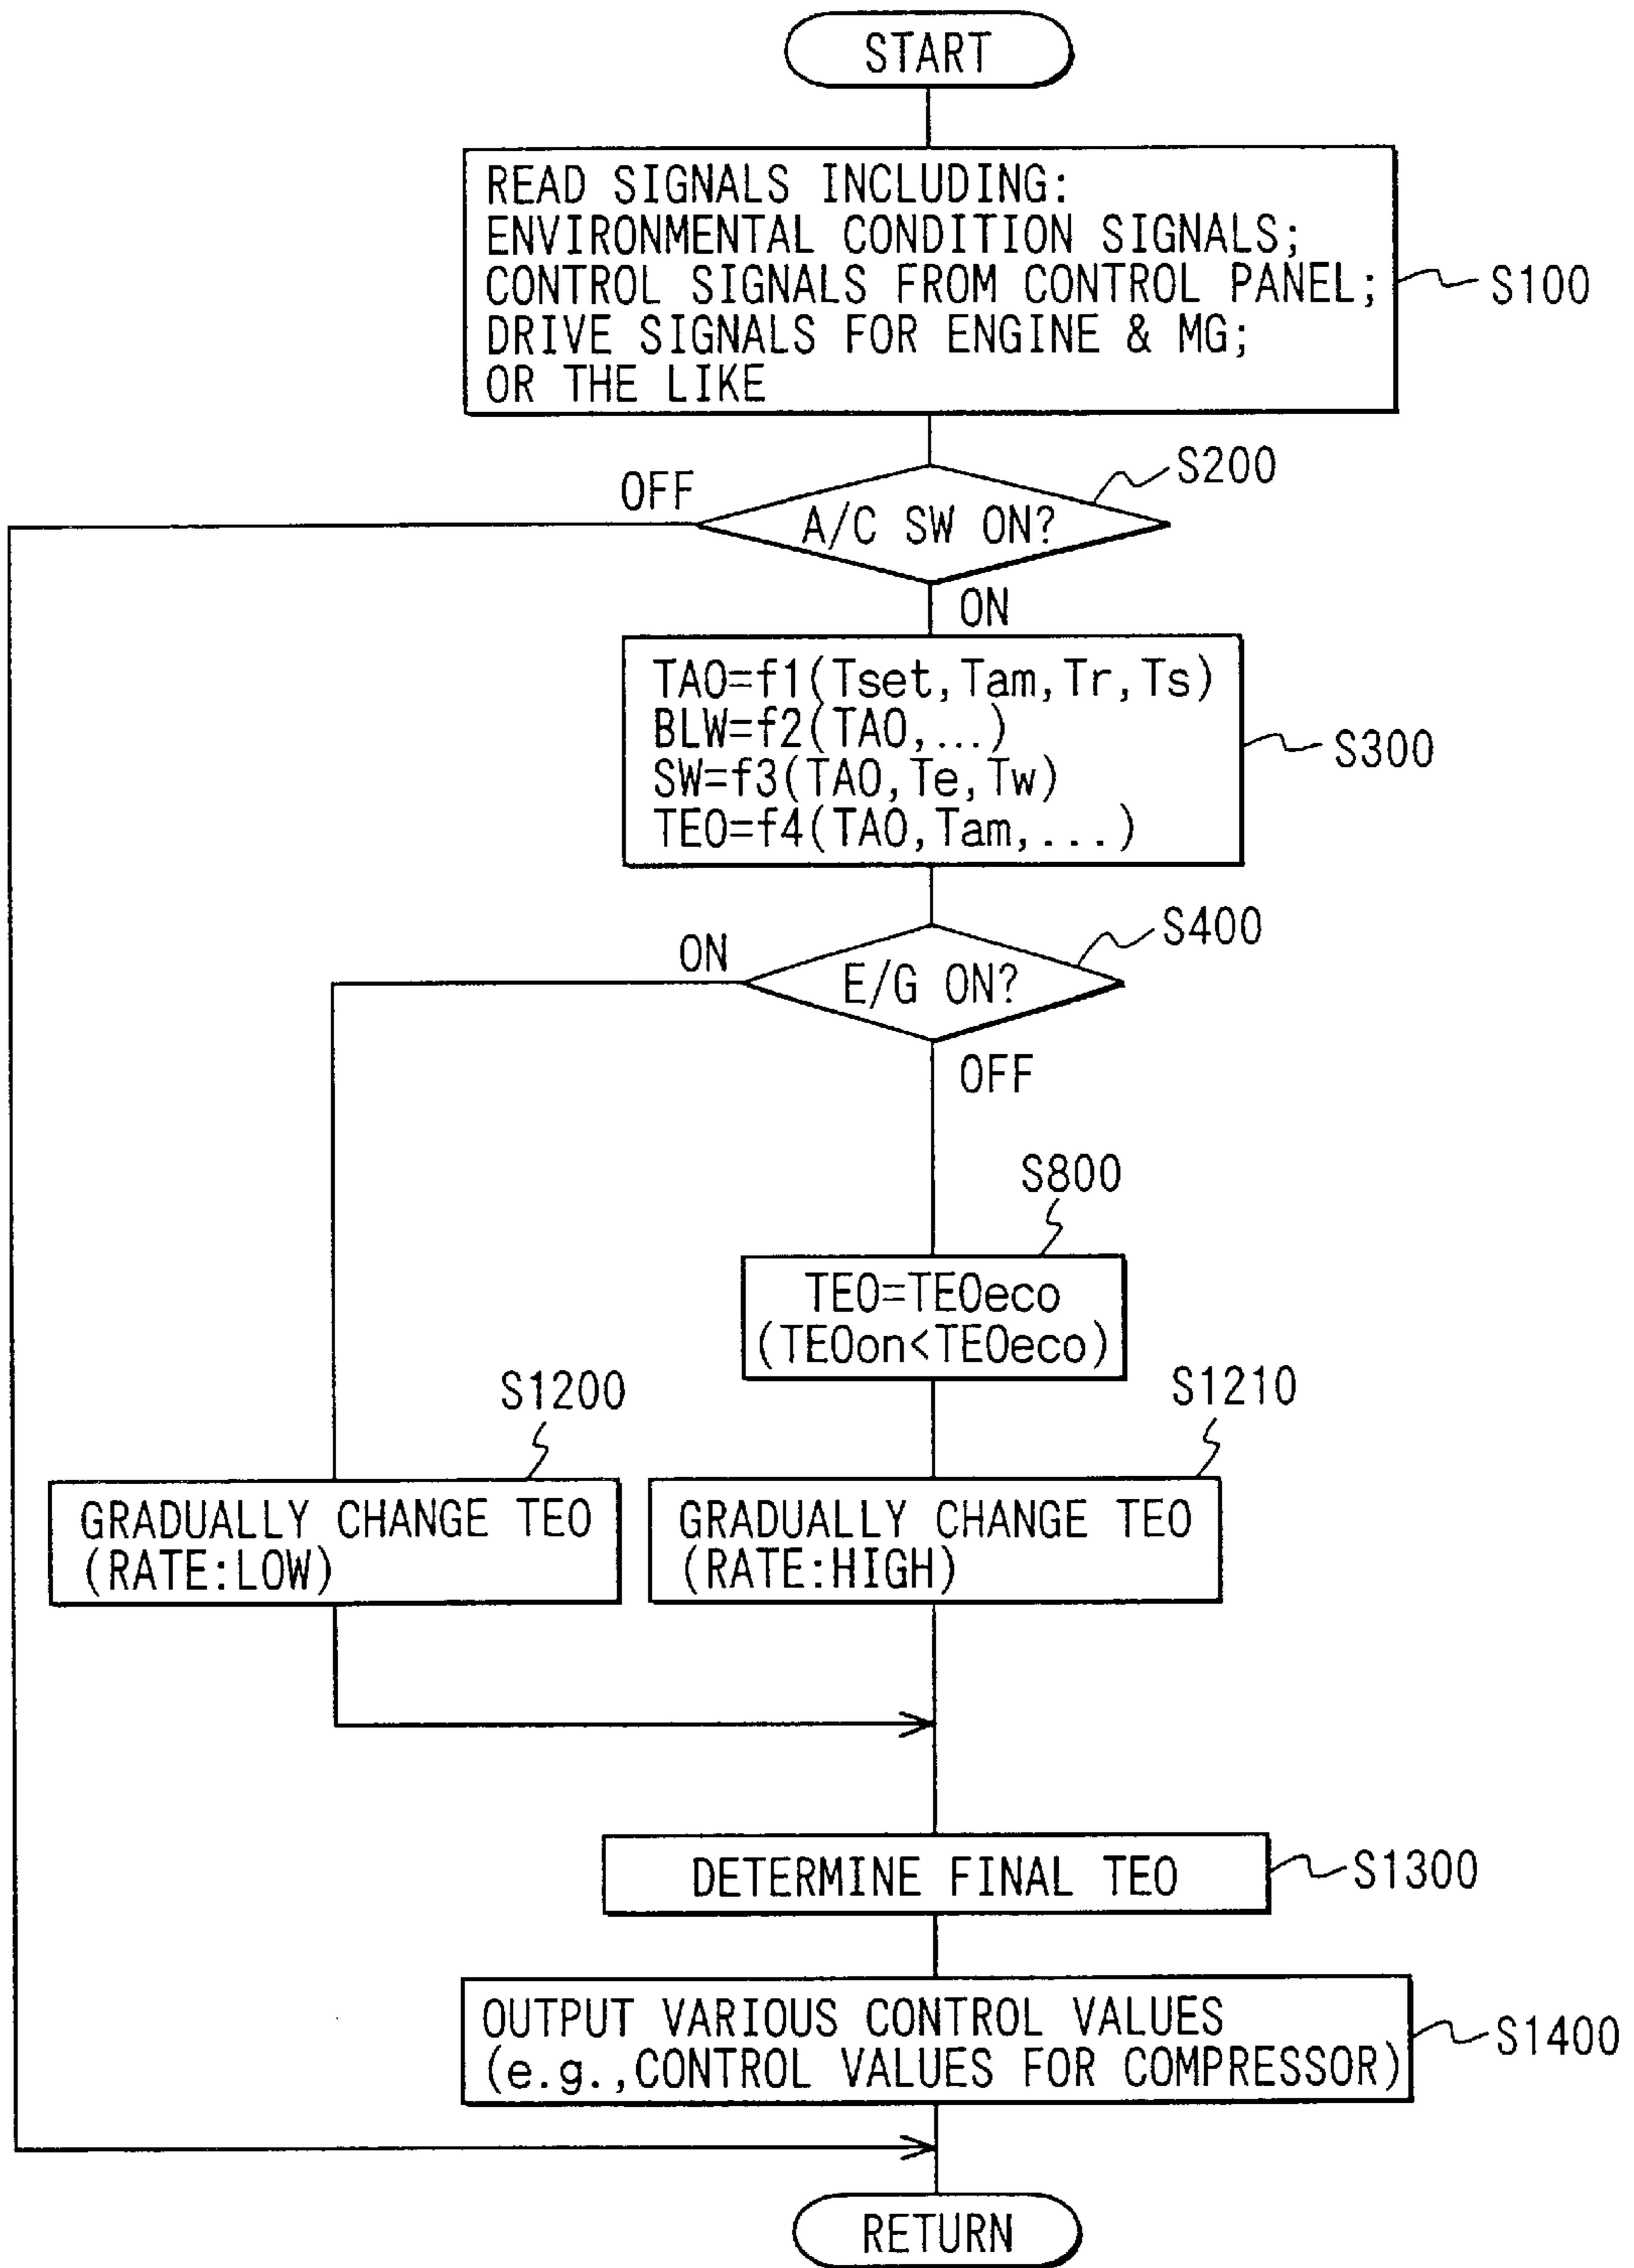 START
READ SIGNALS INCLUDING:
ENVIRONMENTAL CONDITION SIGNALS;
CONTROL SIGNALS FROM CONTROL PANEL;
DRIVE SIGNALS FOR ENGINE & MG;
OR THE LIKE
S100
S200
OFF
A/C SW ON?
ON
TAO=f1(Tset,Tam,Tr,Ts)
BLW=f2(TAO,...)
SW=f3(TAO,Te,Tw)
TEO=f4(TAO,Tam,...)
S300
S400
ON
E/G ON?
OFF
S800
TEO=TEOeco
(TEOon<TEOeco)
S1200
S1210
GRADUALLY CHANGE TEO
(RATE:LOW)
GRADUALLY CHANGE TEO
(RATE:HIGH)
DETERMINE FINAL TEO
S1300
OUTPUT VARIOUS CONTROL VALUES
(e.g.,CONTROL VALUES FOR COMPRESSOR)
S1400
RETURN